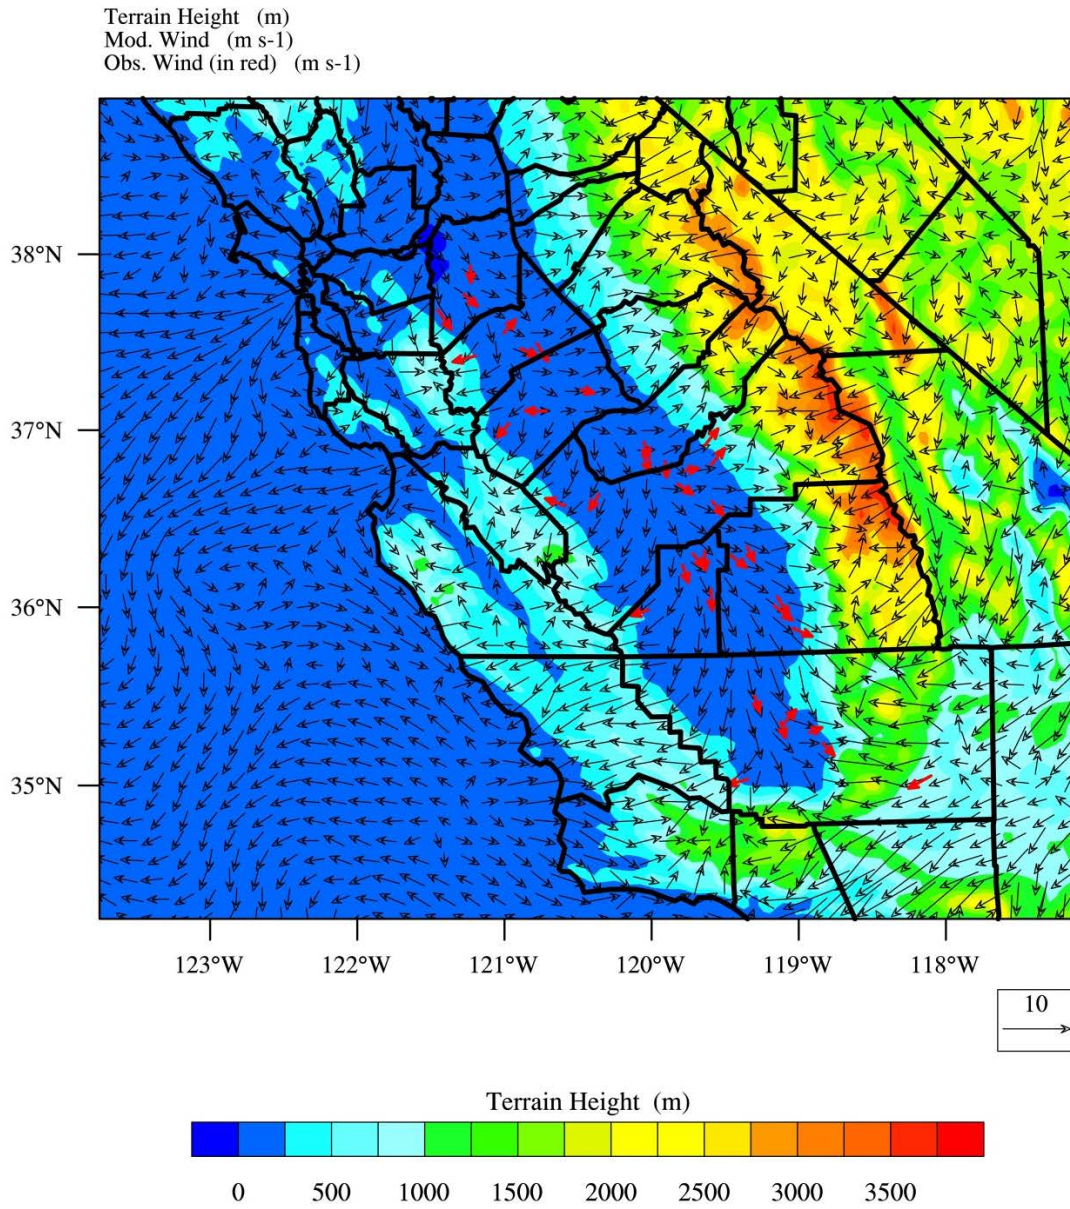 Terrain Height (m)
Mod. Wind (m s-1)
Obs. Wind (in red) (m s-1)
38°N
37°N
36°N
35°N
123°W 122°W 121°W 120°W 119°W 118°W
10
Terrain Height (m)
0 500 1000 1500 2000 2500 3000 3500